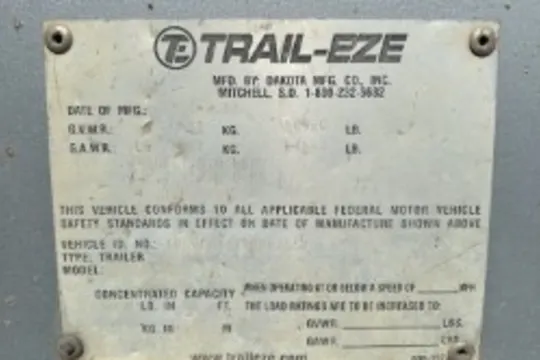 TE TRAIL-EZE
MFD. BY: DAKOTA MFG. CO., INC.
MITCHELL, S.D. 1-800-232-5682
DATE OF MFG.:
G.V.W.R.: KG. LB.
G.A.W.R.: KG. LB.
THIS VEHICLE CONFORMS TO ALL APPLICABLE FEDERAL MOTOR VEHICLE
SAFETY STANDARDS IN EFFECT ON DATE OF MANUFACTURE SHOWN ABOVE
VEHICLE ID. NO.:
TYPE: TRAILER
MODEL:
CONCENTRATED CAPACITY
LB. IN FT.
KG. IN M
WHEN OPERATING AT OR BELOW A SPEED OF MPH
THE LOAD RATINGS ARE TO BE INCREASED TO:
GVWR. LBS.
GAWR.
www.traileze.com